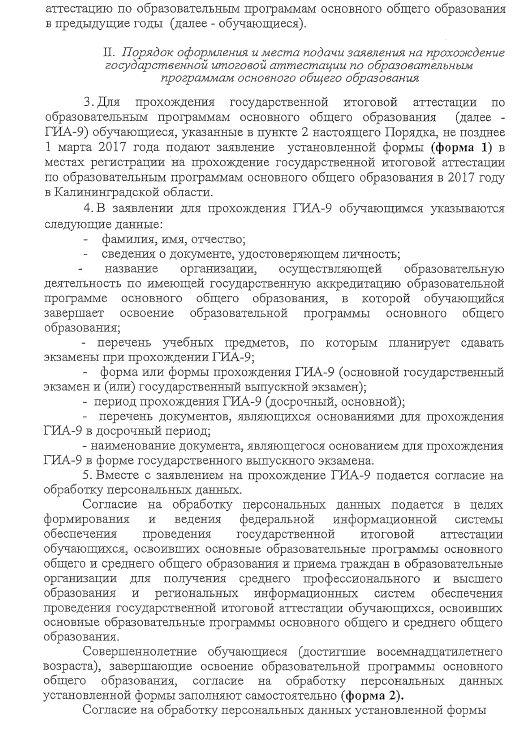 аттестацию по образовательным программам основного общего образования
в предыдущие годы (далее - обучающиеся).
II. Порядок оформления и места подачи заявления на прохождение
государственной итоговой аттестации по образовательным
программам основного общего образования
3. Для прохождения государственной итоговой аттестации по
образовательным программам основного общего образования (далее -
ГИА-9) обучающиеся, указанные в пункте 2 настоящего Порядка, не позднее
1 марта 2017 года подают заявление установленной формы (форма 1) в
местах регистрации на прохождение государственной итоговой аттестации
по образовательным программам основного общего образования в 2017 году
в Калининградской области.
4. В заявлении для прохождения ГИА-9 обучающимся указываются
следующие данные:
- фамилия, имя, отчество;
- сведения о документе, удостоверяющем личность;
- название организации, осуществляющей образовательную
деятельность по имеющей государственную аккредитацию образовательной
программе основного общего образования, в которой обучающийся
завершает освоение образовательной программы основного общего
образования;
- перечень учебных предметов, по которым планирует сдавать
экзамены при прохождении ГИА-9;
- форма или формы прохождения ГИА-9 (основной государственный
экзамен и (или) государственный выпускной экзамен);
- период прохождения ГИА-9 (досрочный, основной);
- перечень документов, являющихся основаниями для прохождения
ГИА-9 в досрочный период;
- наименование документа, являющегося основанием для прохождения
ГИА-9 в форме государственного выпускного экзамена.
5. Вместе с заявлением на прохождение ГИА-9 подается согласие на
обработку персональных данных.
Согласие на обработку персональных данных подается в целях
формирования и ведения федеральной информационной системы
обеспечения проведения государственной итоговой аттестации
обучающихся, освоивших основные образовательные программы основного
общего и среднего общего образования и приема граждан в образовательные
организации для получения среднего профессионального и высшего
образования и региональных информационных систем обеспечения
проведения государственной итоговой аттестации обучающихся, освоивших
основные образовательные программы основного общего и среднего общего
образования.
Совершеннолетние обучающиеся (достигшие восемнадцатилетнего
возраста), завершающие освоение образовательной программы основного
общего образования, согласие на обработку персональных данных
установленной формы заполняют самостоятельно (форма 2).
Согласие на обработку персональных данных установленной формы